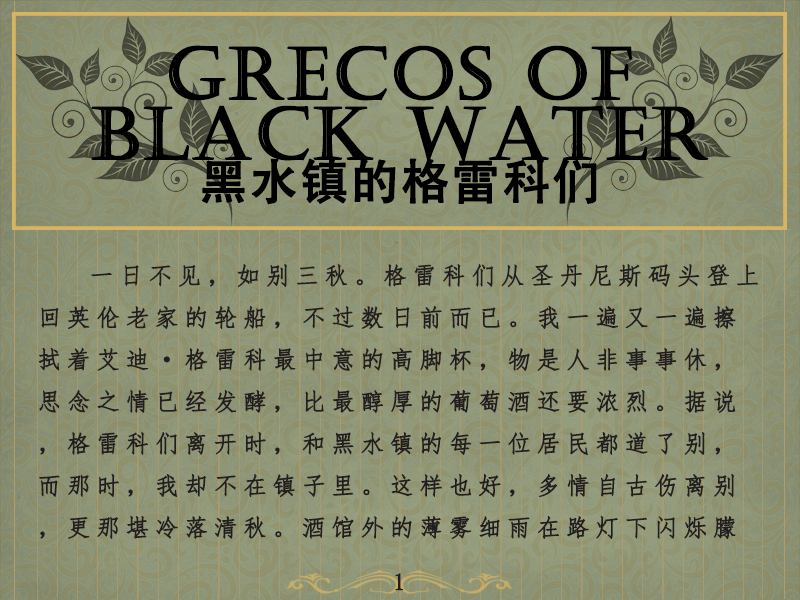 GRECOS OF
BLACK WATER
黑水镇的格雷科们
一日不见，如别三秋。格雷科们从圣丹尼斯码头登上
回英伦老家的轮船，不过数日前而已。我一遍又一遍擦
拭着艾迪·格雷科最中意的高脚杯，物是人非事事休，
思念之情已经发酵，比最醇厚的葡萄酒还要浓烈。据说
，格雷科们离开时，和黑水镇的每一位居民都道了别，
而那时，我却不在镇子里。这样也好，多情自古伤离别
，更那堪冷落清秋。酒馆外的薄雾细雨在路灯下闪烁朦
1